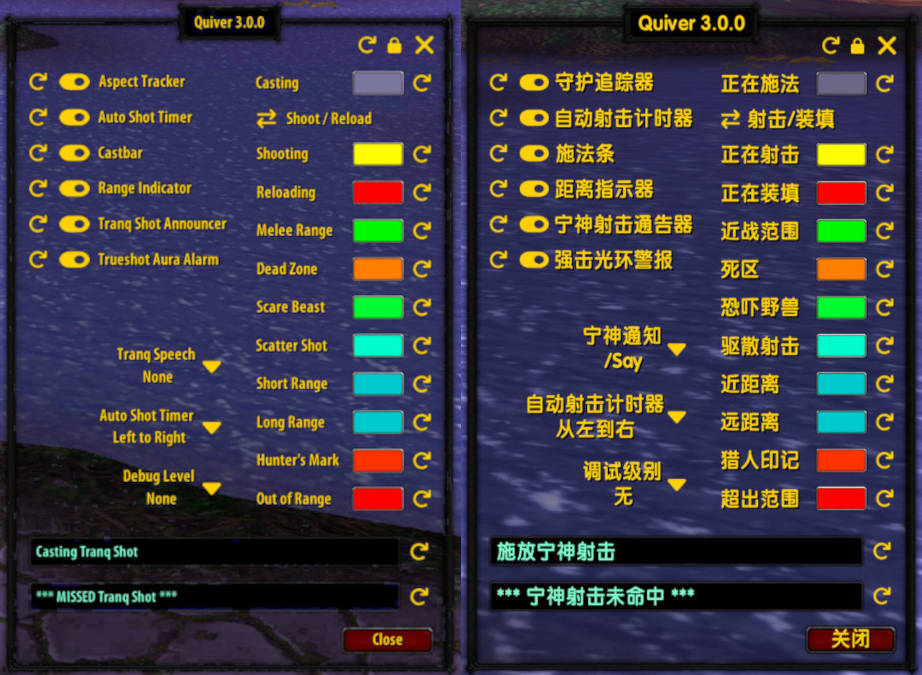 Quiver 3.0.0
Aspect Tracker
Auto Shot Timer
Castbar
Range Indicator
Tranq Shot Announcer
Trueshot Aura Alarm
Tranq Speech
None
Auto Shot Timer
Left to Right
Debug Level
None
Casting
Shoot / Reload
Shooting
Reloading
Melee Range
Dead Zone
Scare Beast
Scatter Shot
Short Range
Long Range
Hunter's Mark
Out of Range
Casting Tranq Shot
*** MISSED Tranq Shot ***
Close
Quiver 3.0.0
守护追踪器
自动射击计时器
施法条
距离指示器
宁神射击通告器
强击光环警报
宁神通知
/Say
自动射击计时器
从左到右
调试级别
无
正在施法
射击/装填
正在射击
正在装填
近战范围
死区
恐吓野兽
驱散射击
近距离
远距离
猎人印记
超出范围
施放宁神射击
*** 宁神射击未命中 ***
关闭